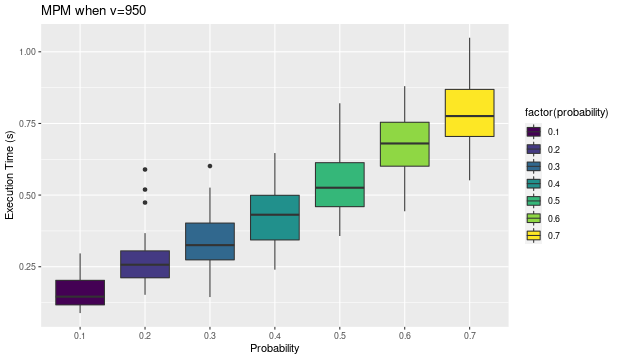 MPM when v=950
1.00
0.75
0.50
0.25
Execution Time (s)
0.1 0.2 0.3 0.4 0.5 0.6 0.7
Probability
factor(probability)
0.1
0.2
0.3
0.4
0.5
0.6
0.7